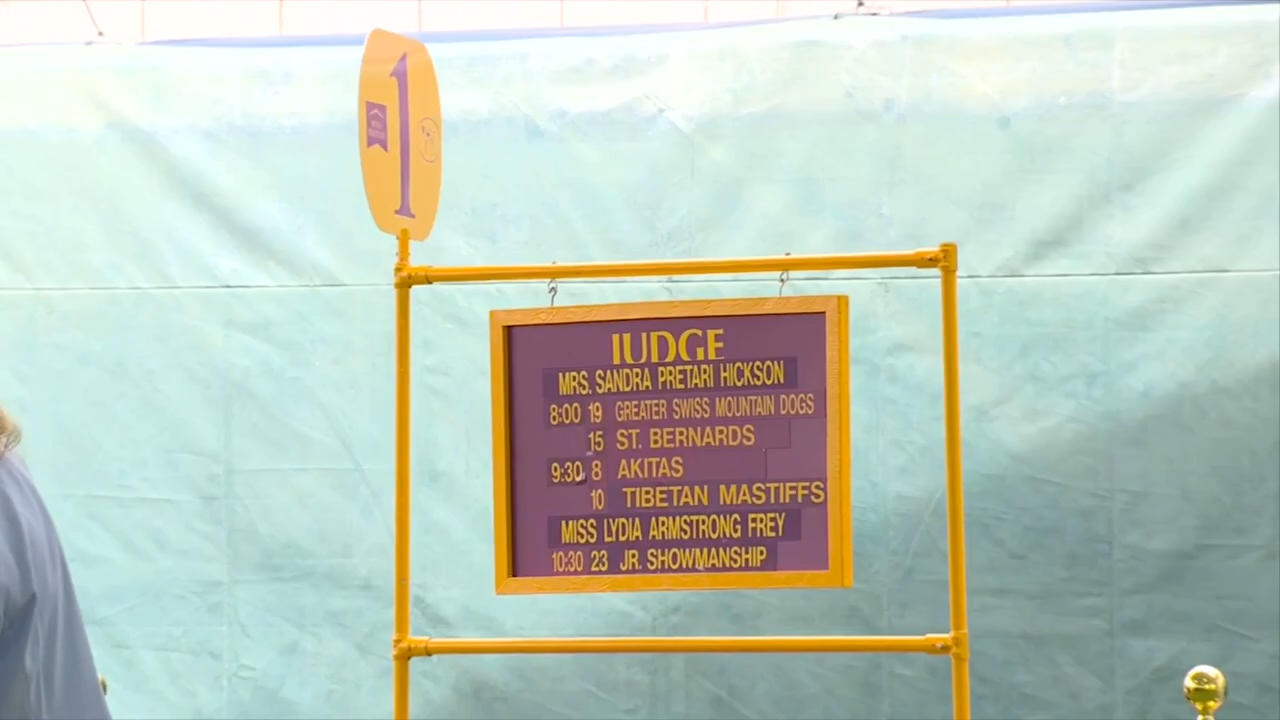 1
JUDGE
MRS. SANDRA PRETARI HICKSON
8:00 19 GREATER SWISS MOUNTAIN DOGS
15 ST. BERNARDS
9:30 8 AKITAS
10 TIBETAN MASTIFFS
MISS LYDIA ARMSTRONG FREY
10:30 23 JR. SHOWMANSHIP